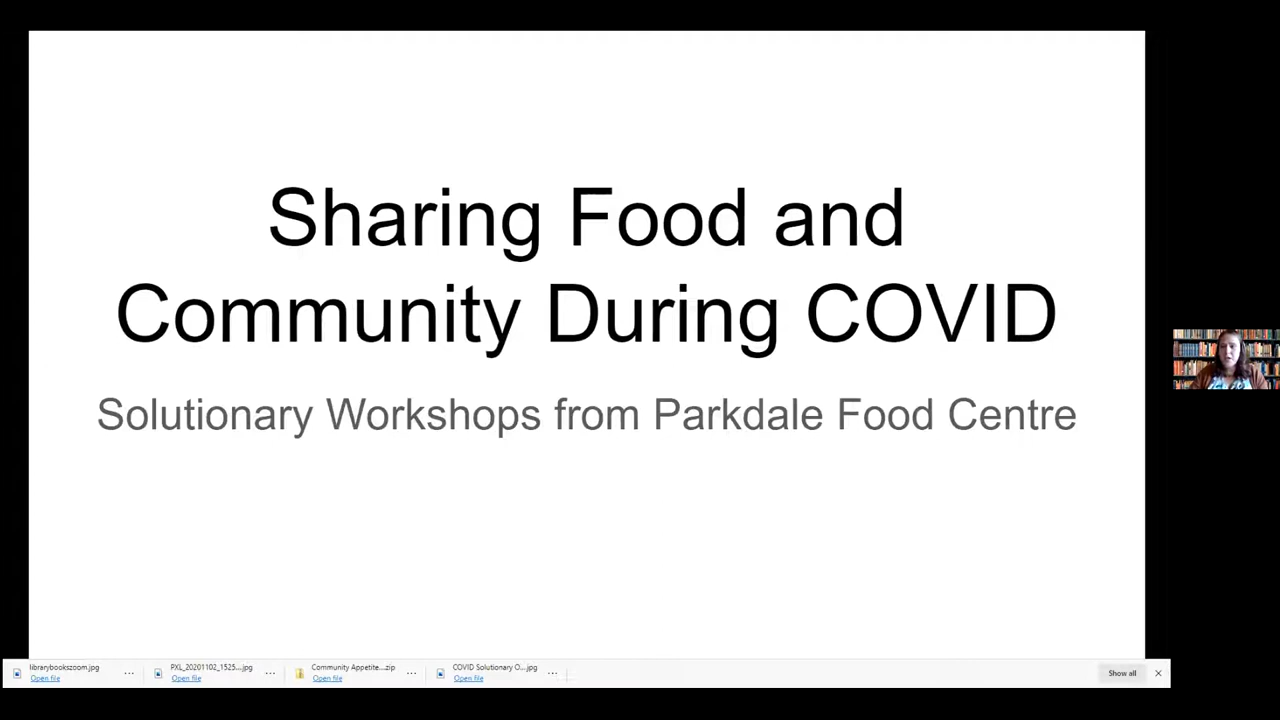 Sharing Food and
Community During COVID
Solutionary Workshops from Parkdale Food Centre
librarybookszoom.jpg
Open file
PXL_20201102_1525....jpg
Open file
Community Appetite....zip
Open file
COVID Solutionary O....jpg
Open file
Show all